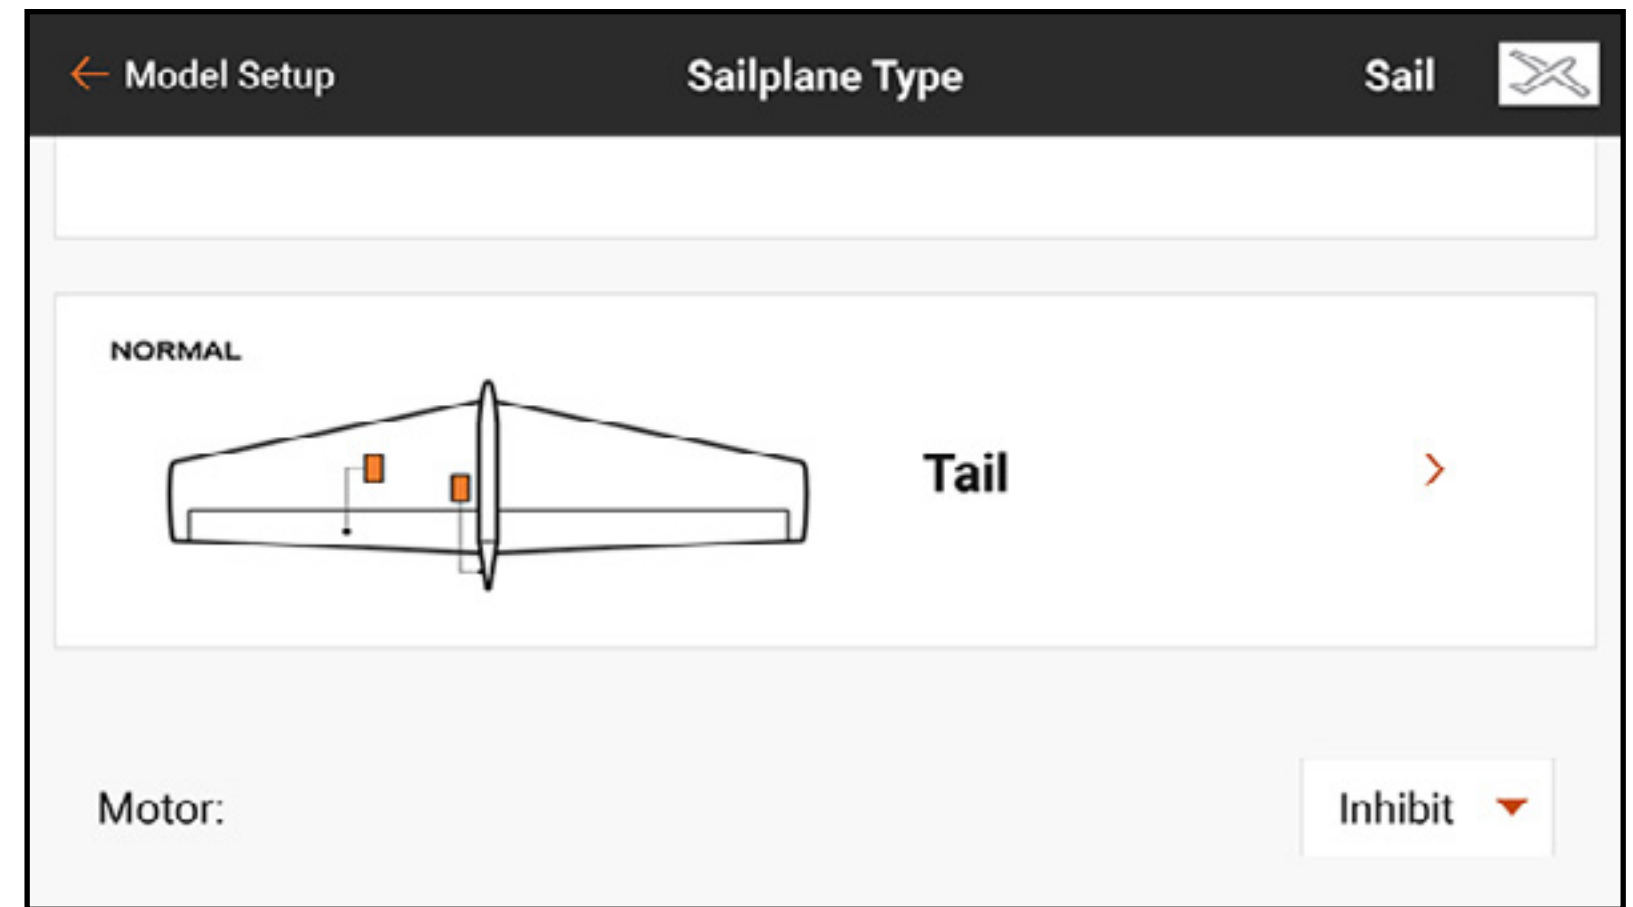 Model Setup
Sailplane Type
Sail
NORMAL
Tail
Motor:
Inhibit